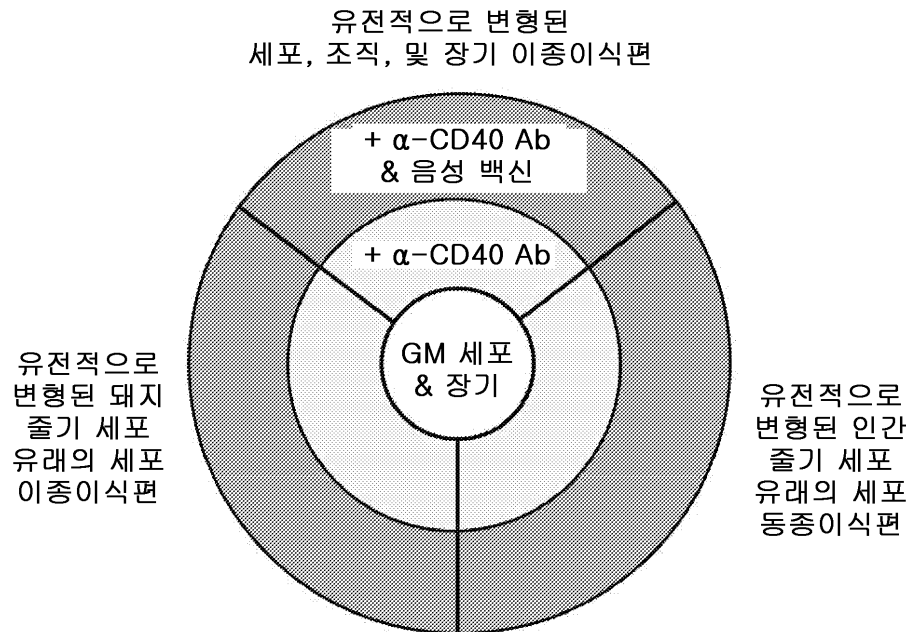 유전적으로 변형된
세포, 조직, 및 장기 이종이식편
+ α-CD40 Ab
& 음성 백신
+ α-CD40 Ab
GM 세포
& 장기
유전적으로
변형된 돼지
줄기 세포
유래의 세포
이종이식편
유전적으로
변형된 인간
줄기 세포
유래의 세포
동종이식편